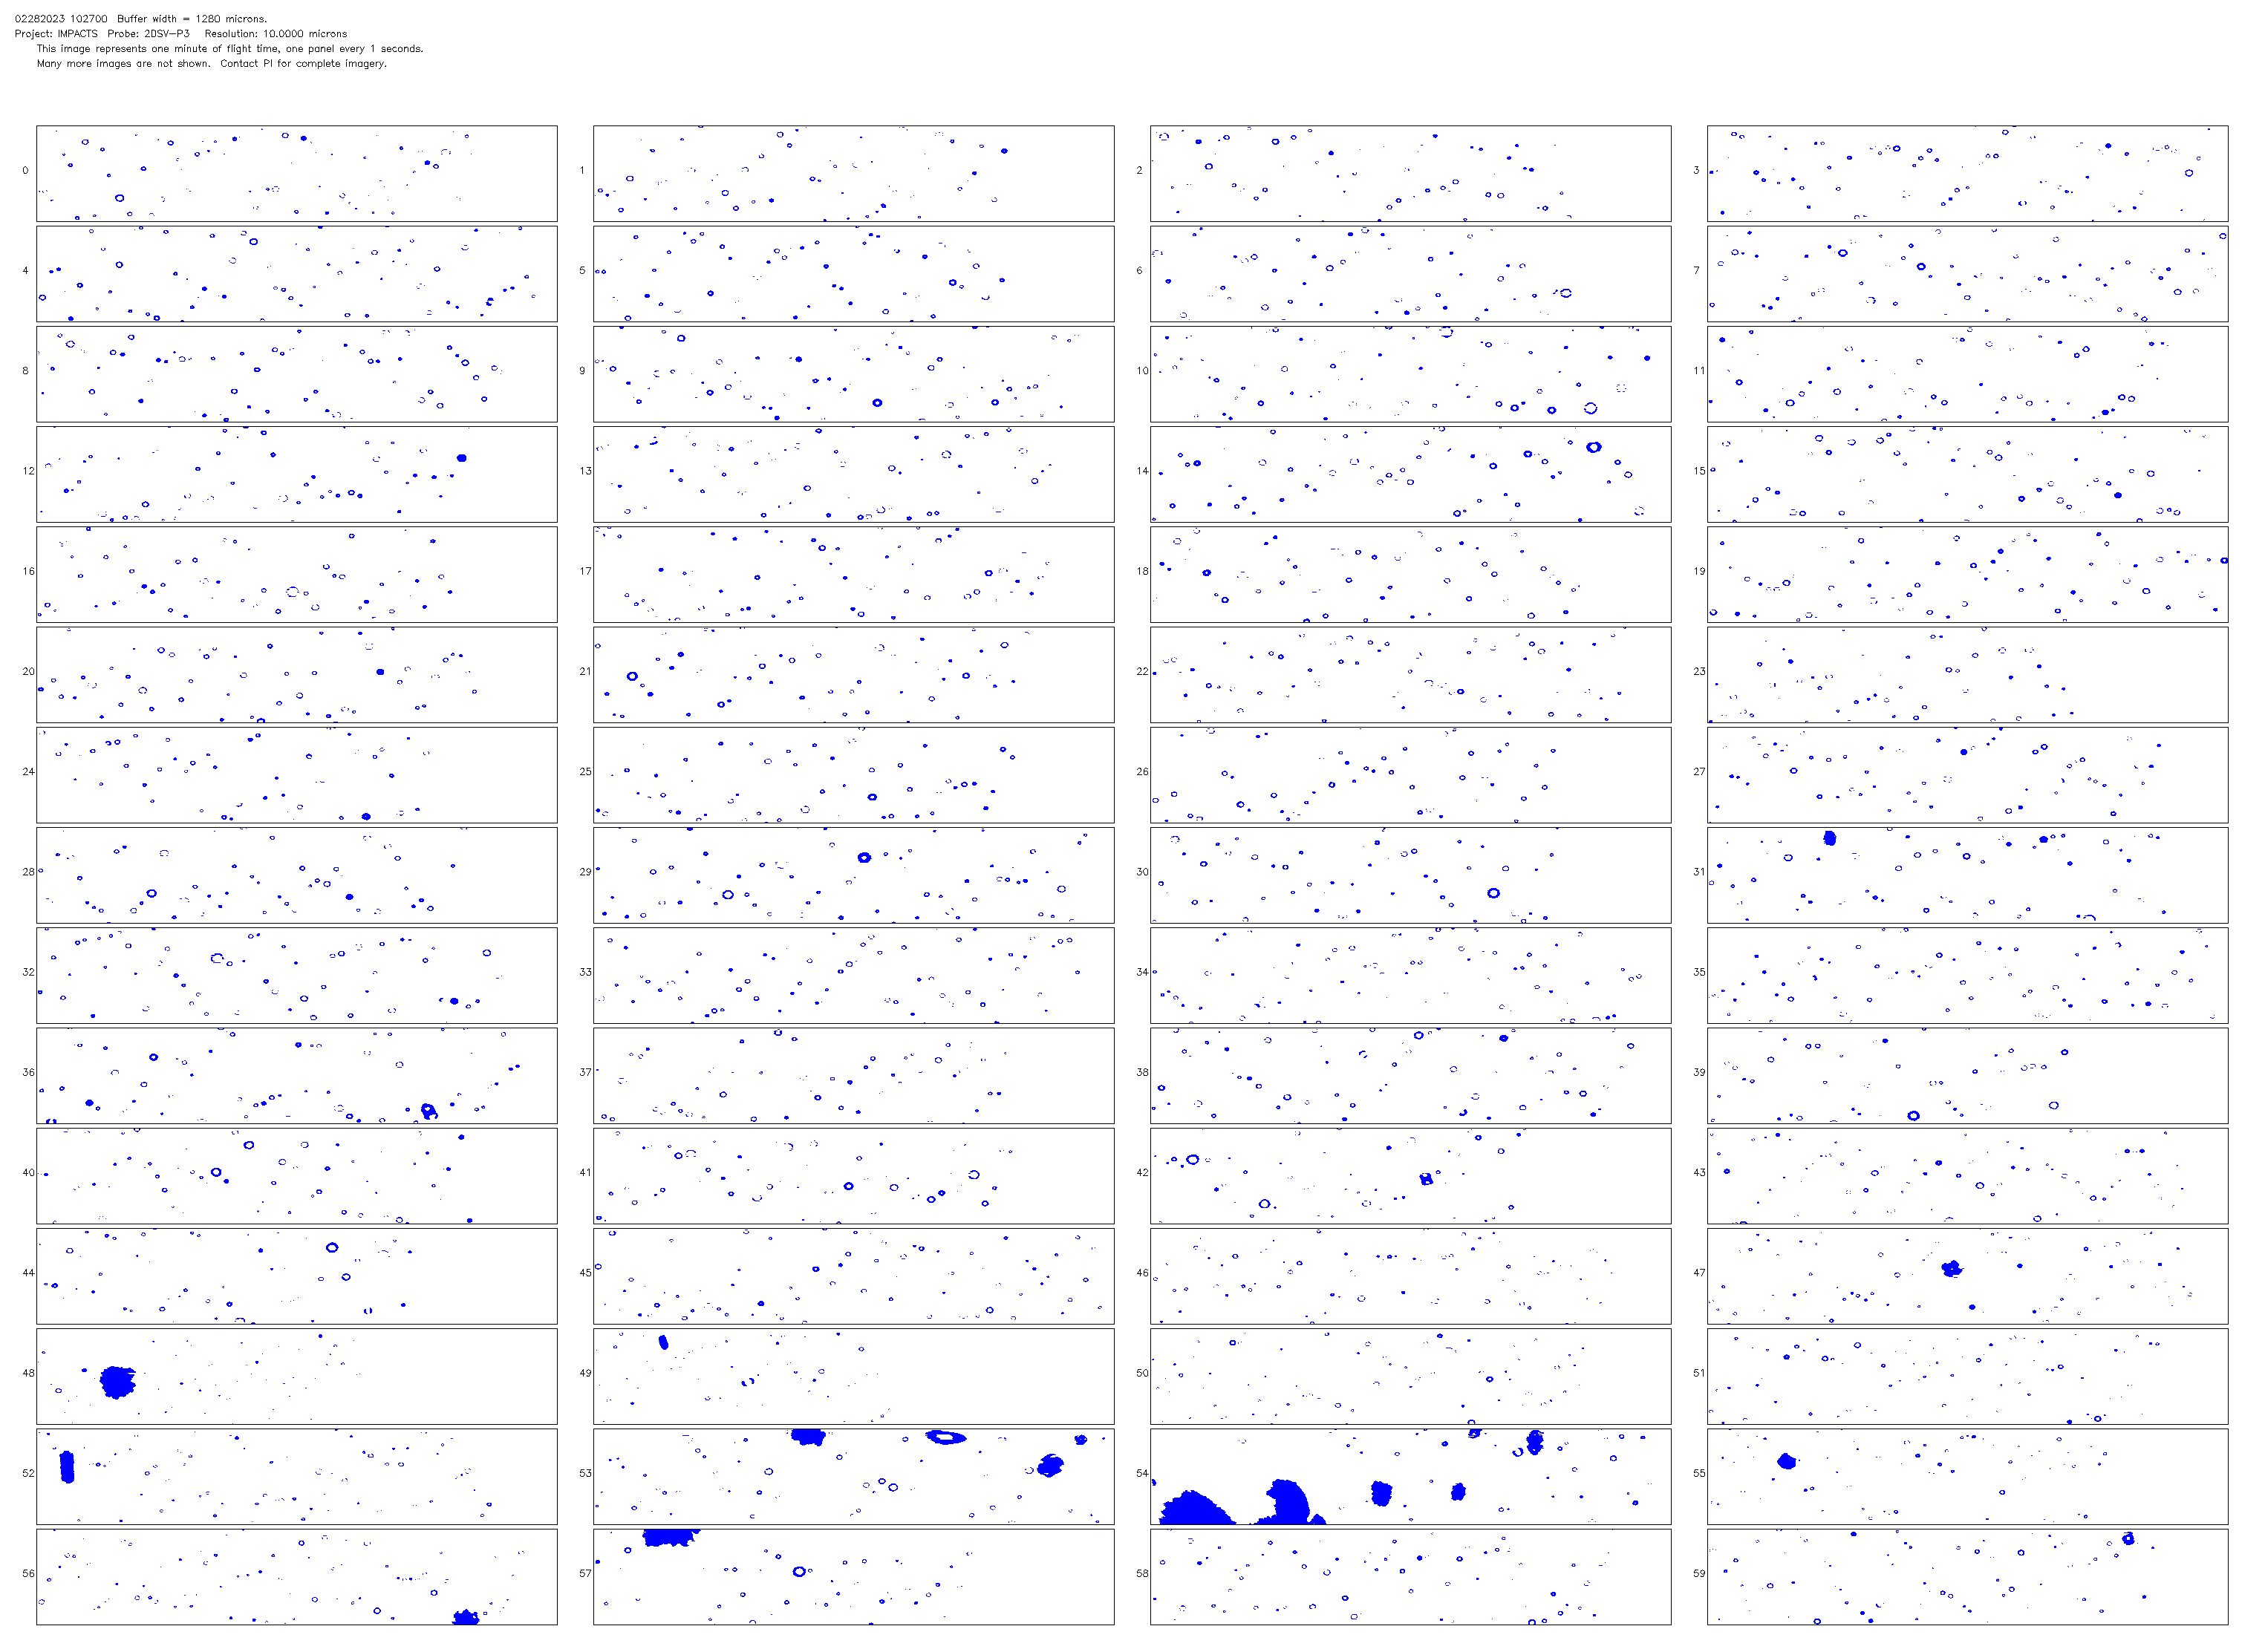 02282023 102700  Buffer width = 1280 microns.
Project: IMPACTS  Probe: 2DSV-P3   Resolution: 10.0000 microns
This image represents one minute of flight time, one panel every 1 seconds.
Many more images are not shown.  Contact PI for complete imagery.
0 1 2 3
4 5 6 7
8 9 10 11
12 13 14 15
16 17 18 19
20 21 22 23
24 25 26 27
28 29 30 31
32 33 34 35
36 37 38 39
40 41 42 43
44 45 46 47
48 49 50 51
52 53 54 55
56 57 58 59